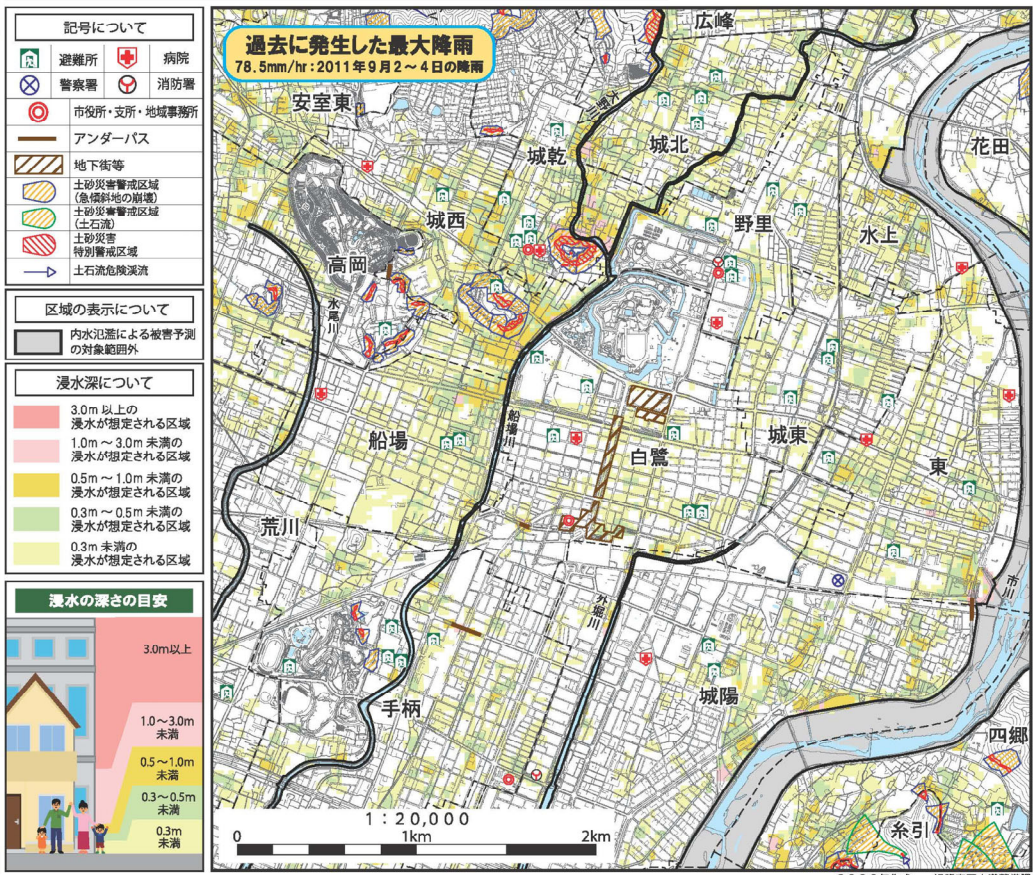 記号について
避難所
病院
警察署
消防署
市役所・支所・地域事務所
アンダーパス
地下街等
土砂災害警戒区域
(急傾斜地の崩壊)
土砂災害警戒区域
(土石流)
土砂災害
特別警戒区域
土石流危険渓流
区域の表示について
内水氾濫による被害予測
の対象範囲外
浸水深について
3.0m以上の
浸水が想定される区域
1.0m～3.0m未満の
浸水が想定される区域
0.5m～1.0m未満の
浸水が想定される区域
0.3m～0.5m未満の
浸水が想定される区域
0.3m未満の
浸水が想定される区域
浸水の深さの目安
3.0m以上
1.0～3.0m
未満
0.5～1.0m
未満
0.3～0.5m
未満
0.3m
未満
過去に発生した最大降雨
78.5mm/hr:2011年9月2～4日の降雨
広峰
安室東
大野川
城乾
城北
花田
城西
野里
水上
高岡
水尾川
船場
船場川
白鷺
城東
東
荒川
市川
外堀川
手柄
城陽
四郷
糸引
1:20,000
0
1km
2km